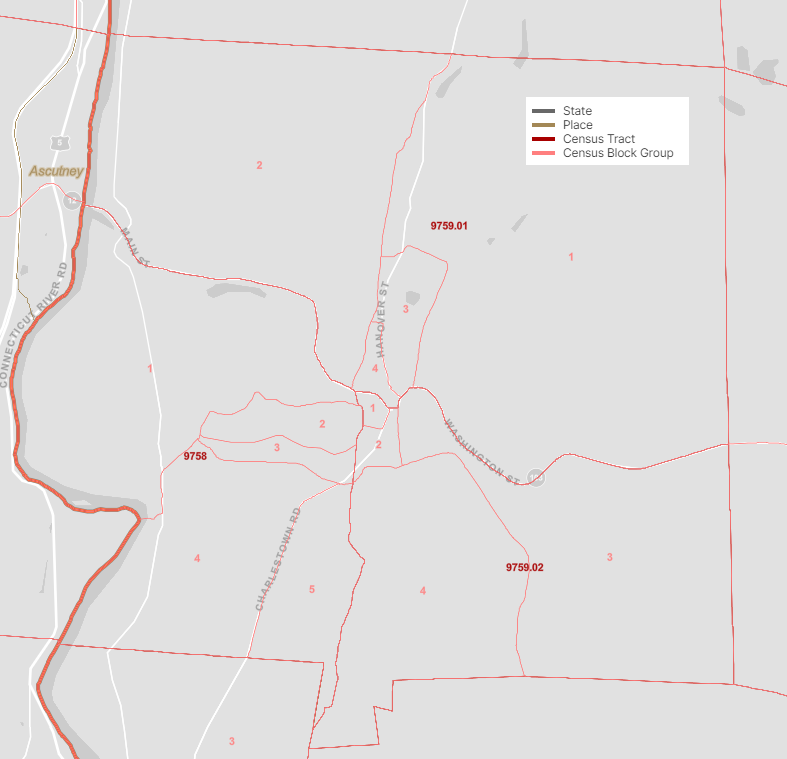 State
Place
Census Tract
Census Block Group
5
2
Ascutney
12
9759.01
MAIN ST
1
CONNECTICUT RIVER RD
HANOVER ST
3
1
4
1
2
2
3
9758
WASHINGTON ST
CHARLESTOWN RD
4
3
9759.02
5
4
3